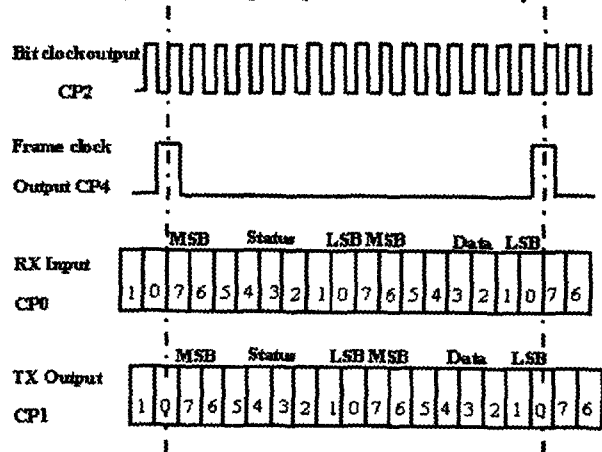 Bit clock output
CP2
Frame clock
Output CP4
MSB Status LSB MSB Data LSB
RX Input
CP0
1 0 7 6 5 4 3 2 1 0 7 6 5 4 3 2 1 0 7 6
MSB Status LSB MSB Data LSB
TX Output
CP1
1 0 7 6 5 4 3 2 1 0 7 6 5 4 3 2 1 0 7 6